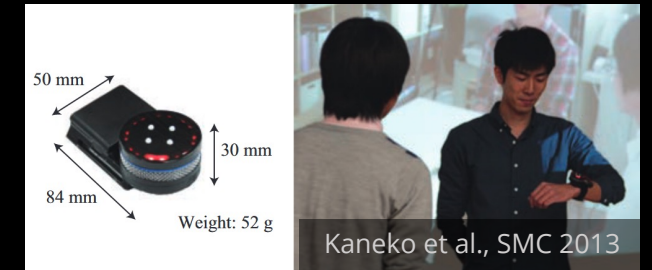 50 mm
30 mm
84 mm
Weight: 52 g
Kaneko et al., SMC 2013